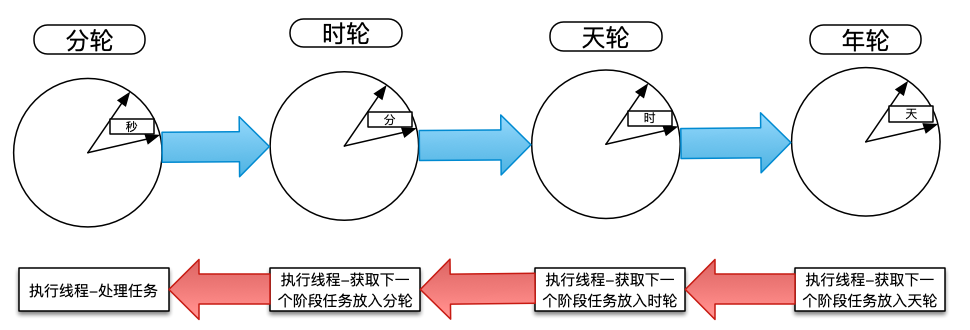 分轮
时轮
天轮
年轮
秒
分
时
天
执行线程–处理任务
执行线程–获取下一
个阶段任务放入分轮
执行线程–获取下一
个阶段任务放入时轮
执行线程–获取下一
个阶段任务放入天轮